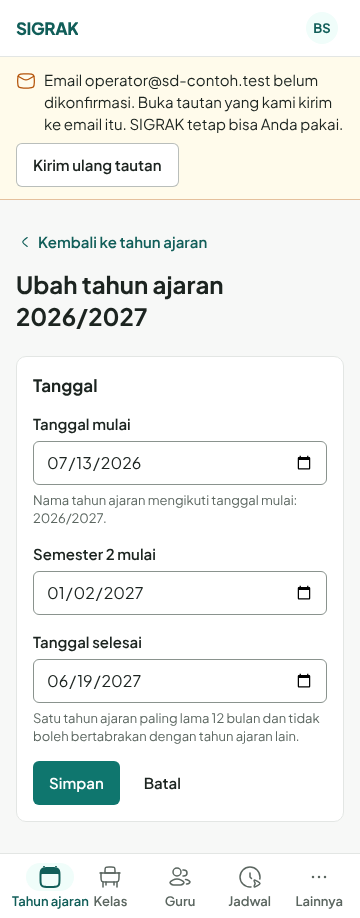 SIGRAK
BS
Email operator@sd-contoh.test belum
dikonfirmasi. Buka tautan yang kami kirim
ke email itu. SIGRAK tetap bisa Anda pakai.
Kirim ulang tautan
Kembali ke tahun ajaran
Ubah tahun ajaran
2026/2027
Tanggal
Tanggal mulai
07/13/2026
Nama tahun ajaran mengikuti tanggal mulai:
2026/2027.
Semester 2 mulai
01/02/2027
Tanggal selesai
06/19/2027
Satu tahun ajaran paling lama 12 bulan dan tidak
boleh bertabrakan dengan tahun ajaran lain.
Simpan Batal
Tahun ajaran Kelas Guru Jadwal Lainnya